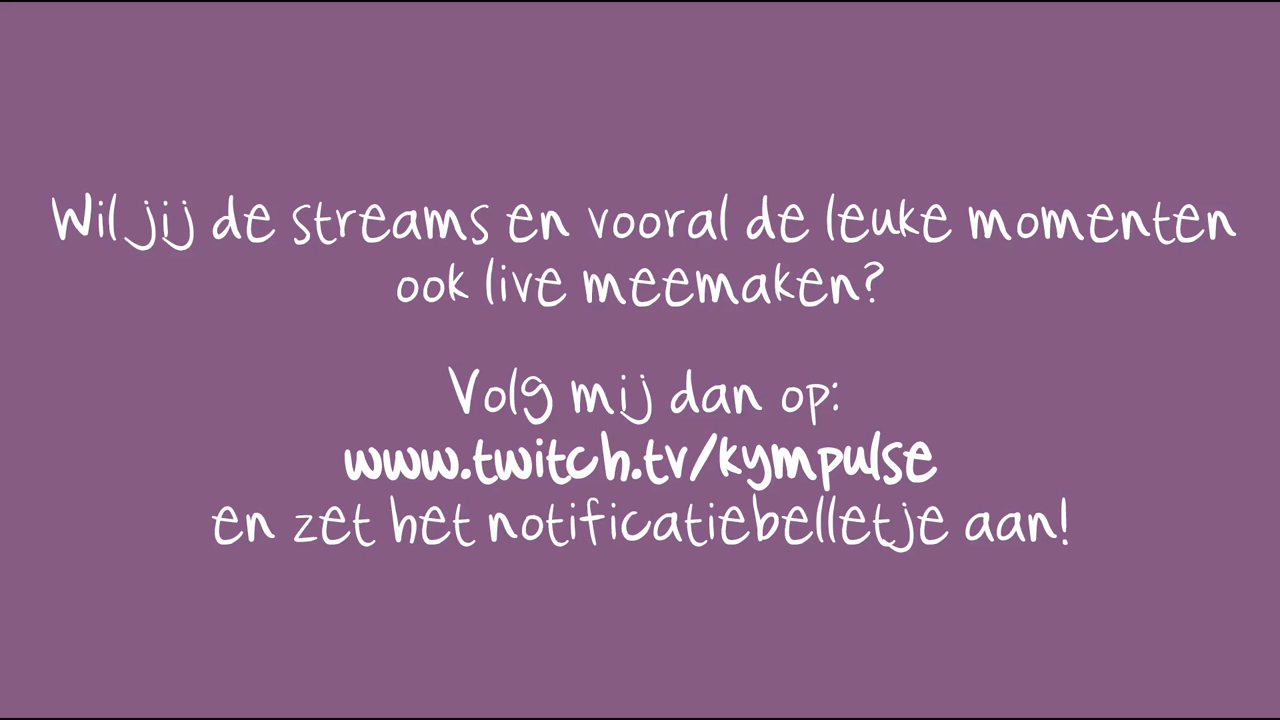 Wil jij de streams en vooral de leuke momenten
ook live meemaken?
Volg mij dan op:
www.twitch.tv/kympulse
en zet het notificatiebelletje aan!